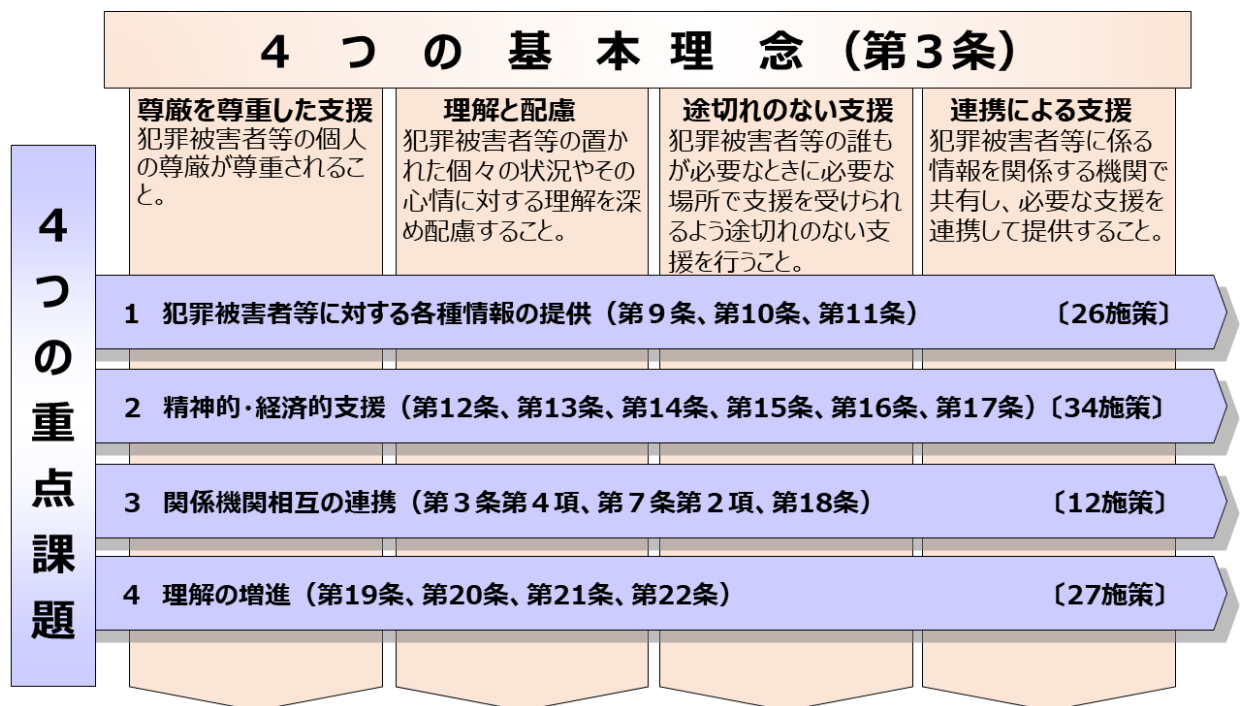 ４つの基本理念（第３条）
尊厳を尊重した支援
犯罪被害者等の個人
の尊厳が尊重されるこ
と。
理解と配慮
犯罪被害者等の置か
れた個々の状況やその
心情に対する理解を深
め配慮すること。
途切れのない支援
犯罪被害者等の誰も
が必要なときに必要な
場所で支援を受けられ
るよう途切れのない支
援を行うこと。
連携による支援
犯罪被害者等に係る
情報を関係する機関で
共有し、必要な支援を
連携して提供すること。
４つの重点課題
1 犯罪被害者等に対する各種情報の提供（第９条、第10条、第11条） 〔26施策〕
2 精神的･経済的支援（第12条、第13条、第14条、第15条、第16条、第17条）〔34施策〕
3 関係機関相互の連携（第３条第４項、第７条第２項、第18条） 〔12施策〕
4 理解の増進（第19条、第20条、第21条、第22条） 〔27施策〕